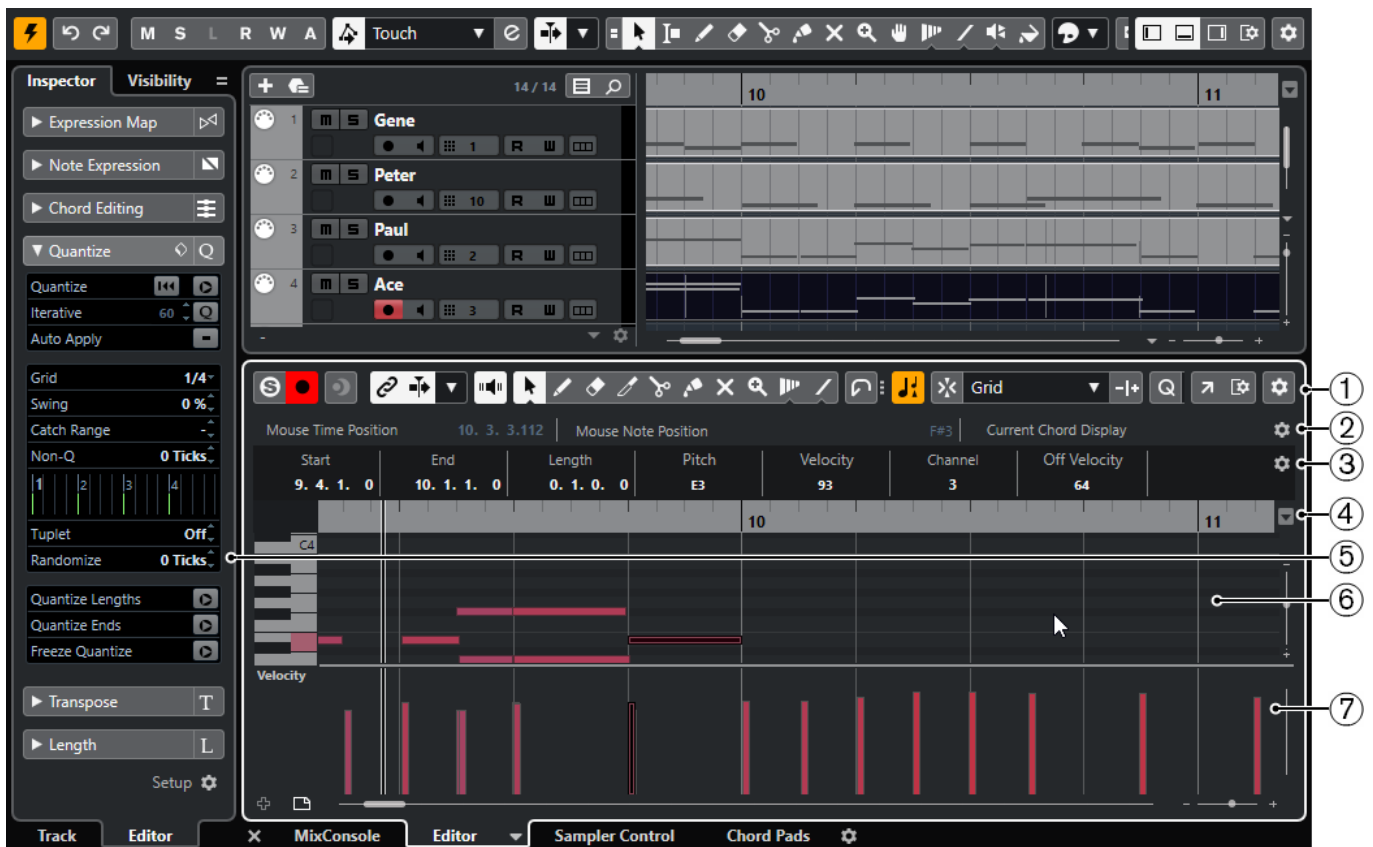 M S L R W A Touch
Inspector Visibility
14 / 14
10 11
Expression Map
Note Expression
Chord Editing
Quantize Q
Quantize
Iterative 60 Q
Auto Apply
Grid 1/4
Swing 0 %
Catch Range -
Non-Q 0 Ticks
1 2 3 4
Tuplet Off
Randomize 0 Ticks
Quantize Lengths
Quantize Ends
Freeze Quantize
Transpose T
Length L
Setup
1 m S Gene
1 R W
2 m S Peter
10 R W
3 m S Paul
2 R W
4 m S Ace
3 R W
S Grid Q ①
Mouse Time Position 10. 3. 3.112 Mouse Note Position F#3 Current Chord Display ②
Start End Length Pitch Velocity Channel Off Velocity ③
9. 4. 1. 0 10. 1. 1. 0 0. 1. 0. 0 E3 93 3 64
10 11 ④
C4
⑤
⑥
Velocity
⑦
Track Editor MixConsole Editor Sampler Control Chord Pads